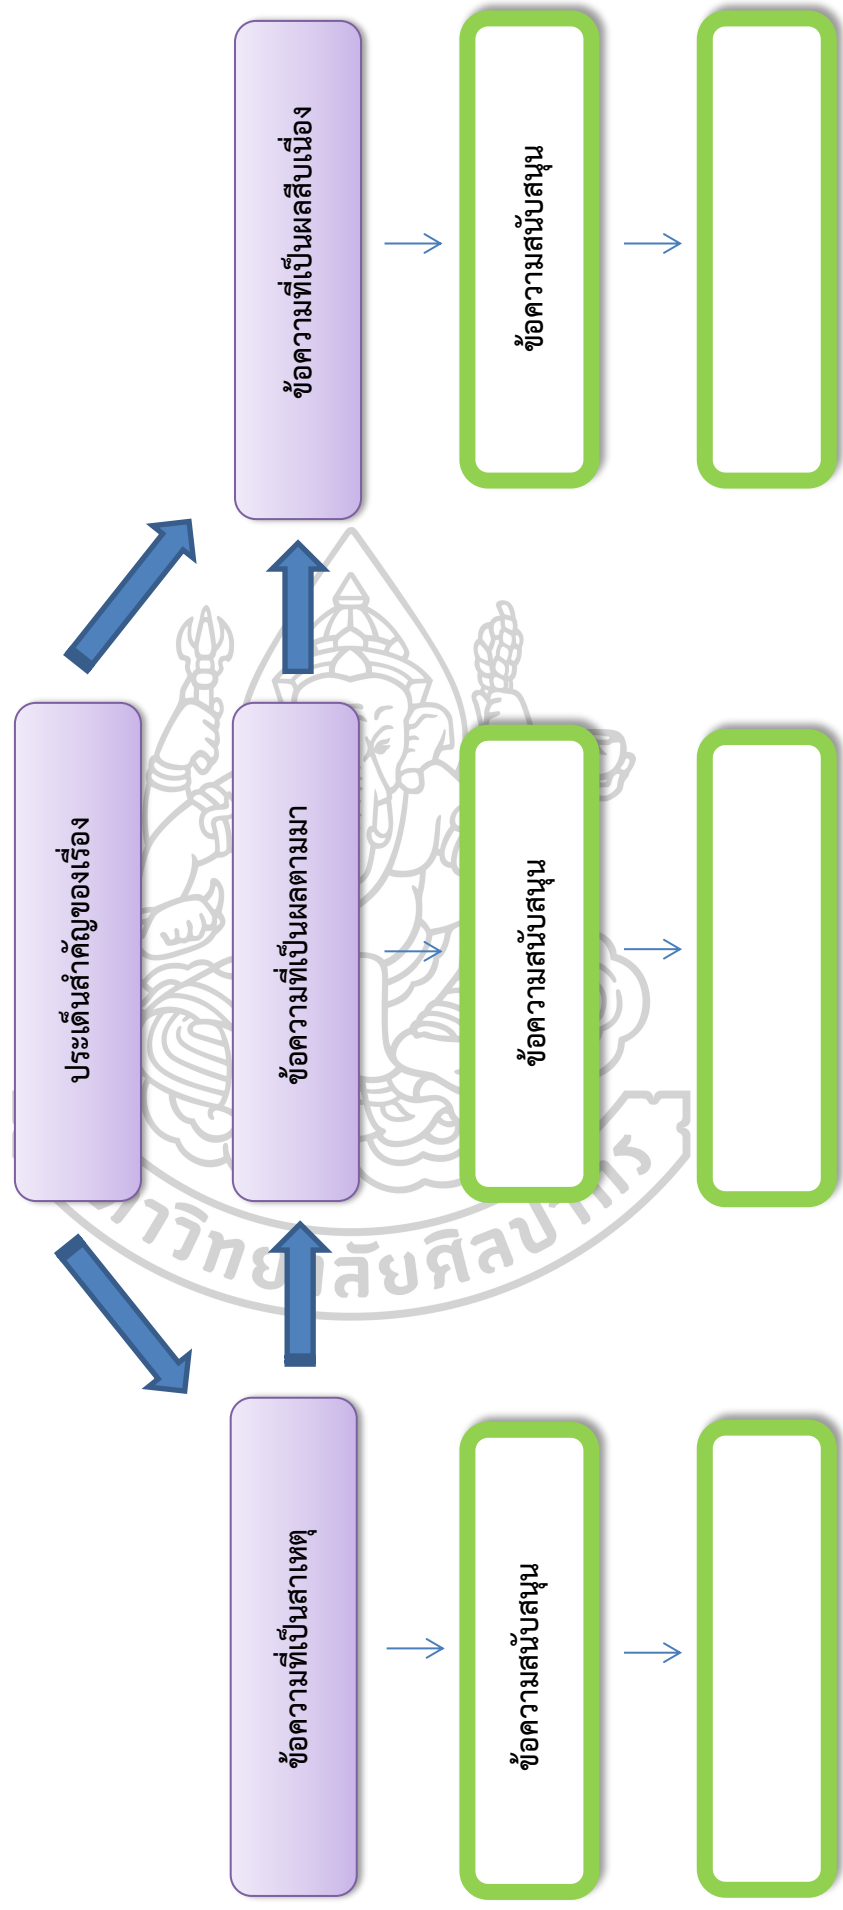 ประเด็นสำคัญของเรื่อง
ข้อความที่เป็นสาเหตุ
ข้อความที่เป็นผลตามมา
ข้อความที่เป็นผลสืบเนื่อง
ข้อความสนับสนุน
ข้อความสนับสนุน
ข้อความสนับสนุน